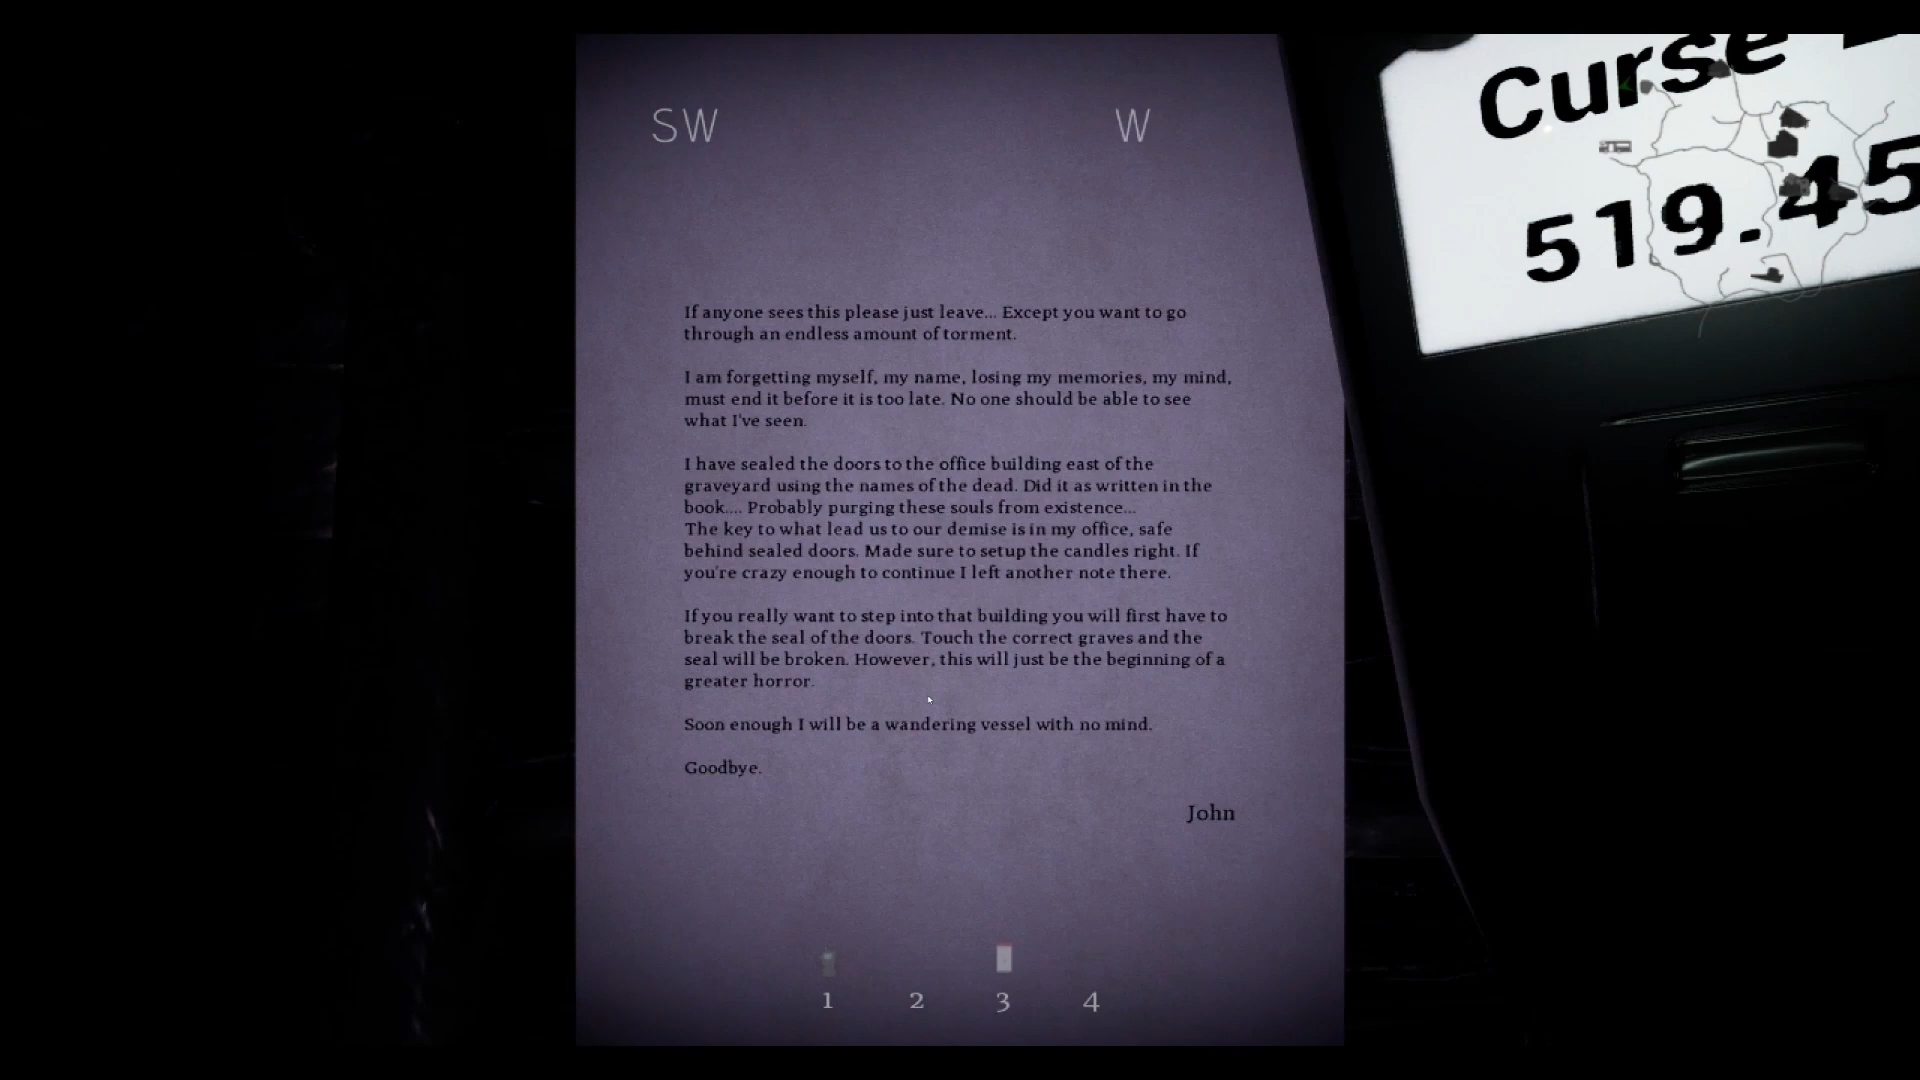 SW W
Curse
519.45
If anyone sees this please just leave... Except you want to go
through an endless amount of torment.
I am forgetting myself, my name, losing my memories, my mind,
must end it before it is too late. No one should be able to see
what I've seen.
I have sealed the doors to the office building east of the
graveyard using the names of the dead. Did it as written in the
book.... Probably purging these souls from existence...
The key to what lead us to our demise is in my office, safe
behind sealed doors. Made sure to setup the candles right. If
you're crazy enough to continue I left another note there.
If you really want to step into that building you will first have to
break the seal of the doors. Touch the correct graves and the
seal will be broken. However, this will just be the beginning of a
greater horror.
Soon enough I will be a wandering vessel with no mind.
Goodbye.
John
1 2 3 4